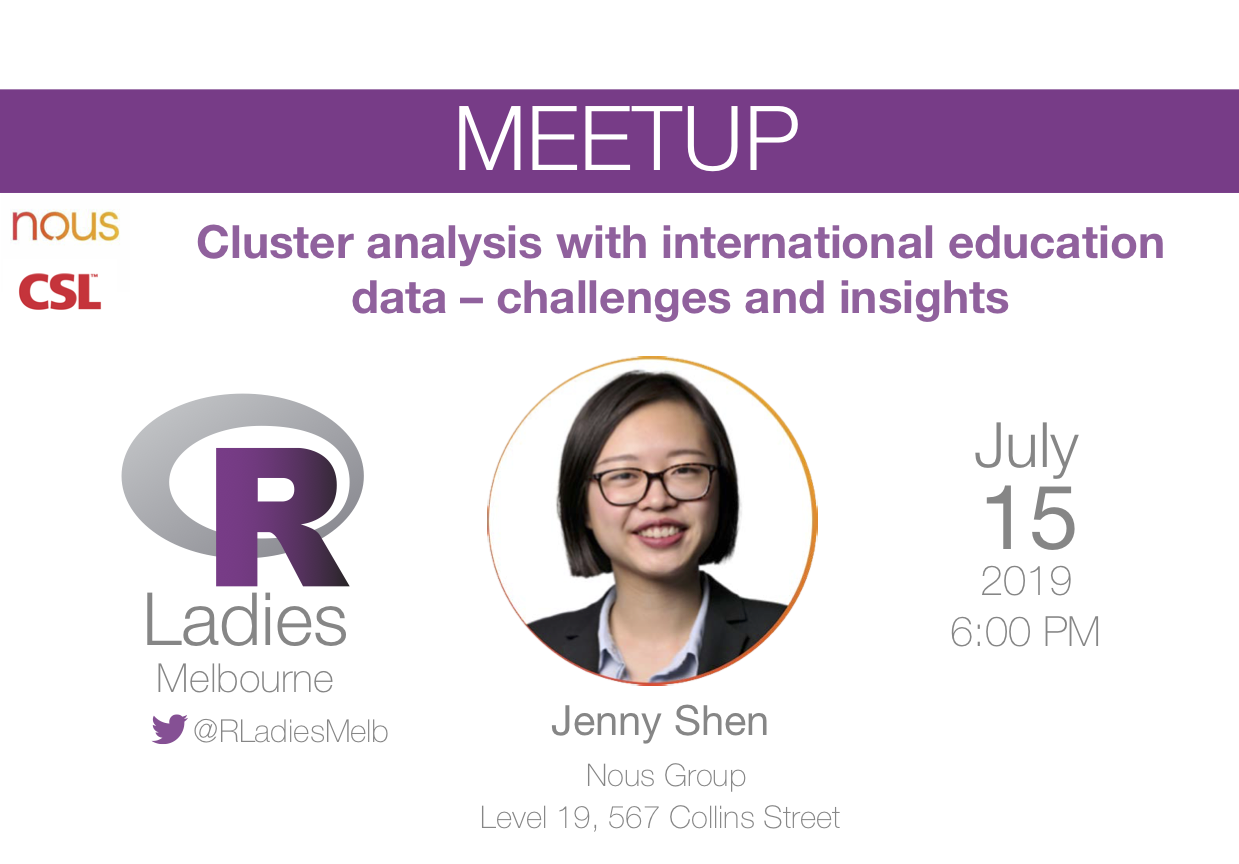 MEETUP
nous
CSL™
Cluster analysis with international education
data – challenges and insights
R
Ladies
Melbourne
@RLadiesMelb
Jenny Shen
Nous Group
Level 19, 567 Collins Street
July
15
2019
6:00 PM